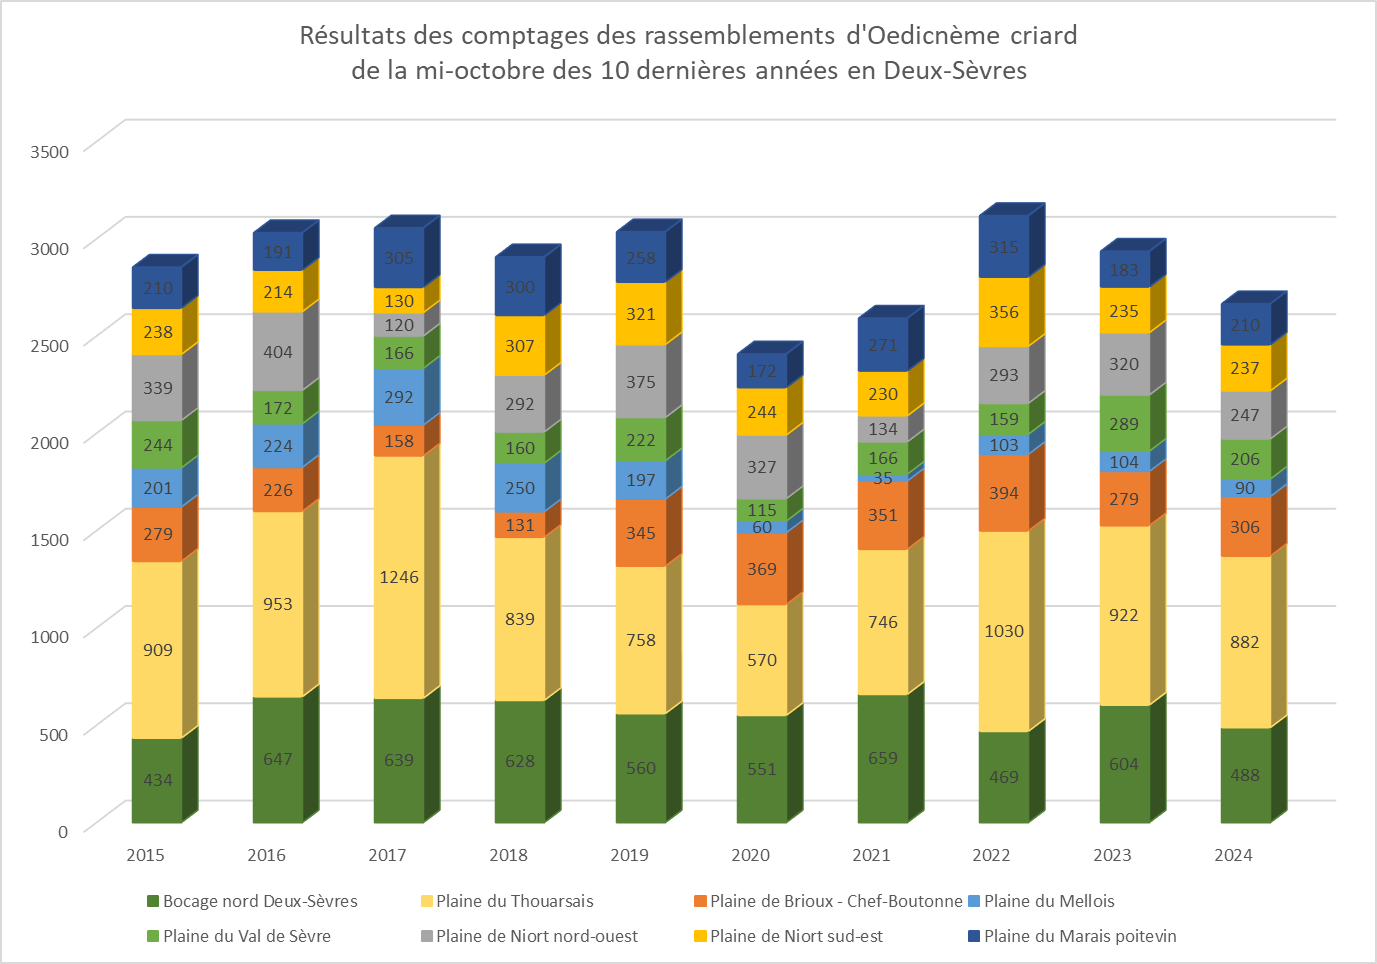 Résultats des comptages des rassemblements d'Oedicnème criard
de la mi-octobre des 10 dernières années en Deux-Sèvres
3500
3000
2500
2000
1500
1000
500
0
210 191 305 300 258 172 271 315 183 210
238 214 130 307 321 244 230 356 235 237
339 404 120 292 375 327 134 293 320 247
244 172 166 160 222 115 166 159 289 206
201 224 292 250 197 60 35 103 104 90
279 226 158 131 345 369 351 394 279 306
909 953 1246 839 758 570 746 1030 922 882
434 647 639 628 560 551 659 469 604 488
2015 2016 2017 2018 2019 2020 2021 2022 2023 2024
Bocage nord Deux-Sèvres Plaine du Thouarsais Plaine de Brioux - Chef-Boutonne Plaine du Mellois
Plaine du Val de Sèvre Plaine de Niort nord-ouest Plaine de Niort sud-est Plaine du Marais poitevin